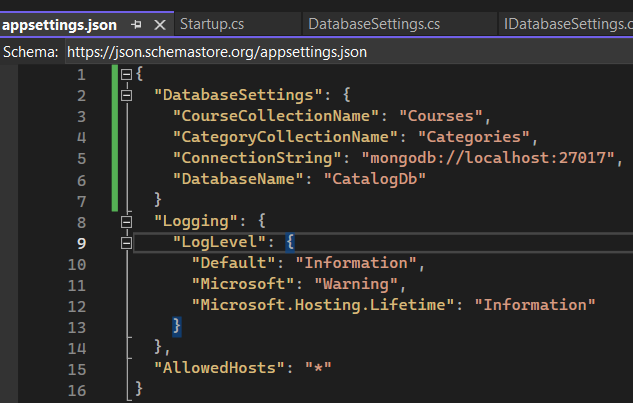 appsettings.json Startup.cs DatabaseSettings.cs IDatabaseSettings.c
Schema: https://json.schemastore.org/appsettings.json
1 {
2 "DatabaseSettings": {
3 "CourseCollectionName": "Courses",
4 "CategoryCollectionName": "Categories",
5 "ConnectionString": "mongodb://localhost:27017",
6 "DatabaseName": "CatalogDb"
7 }
8 "Logging": {
9 "LogLevel": {
10 "Default": "Information",
11 "Microsoft": "Warning",
12 "Microsoft.Hosting.Lifetime": "Information"
13 }
14 },
15 "AllowedHosts": "*"
16 }